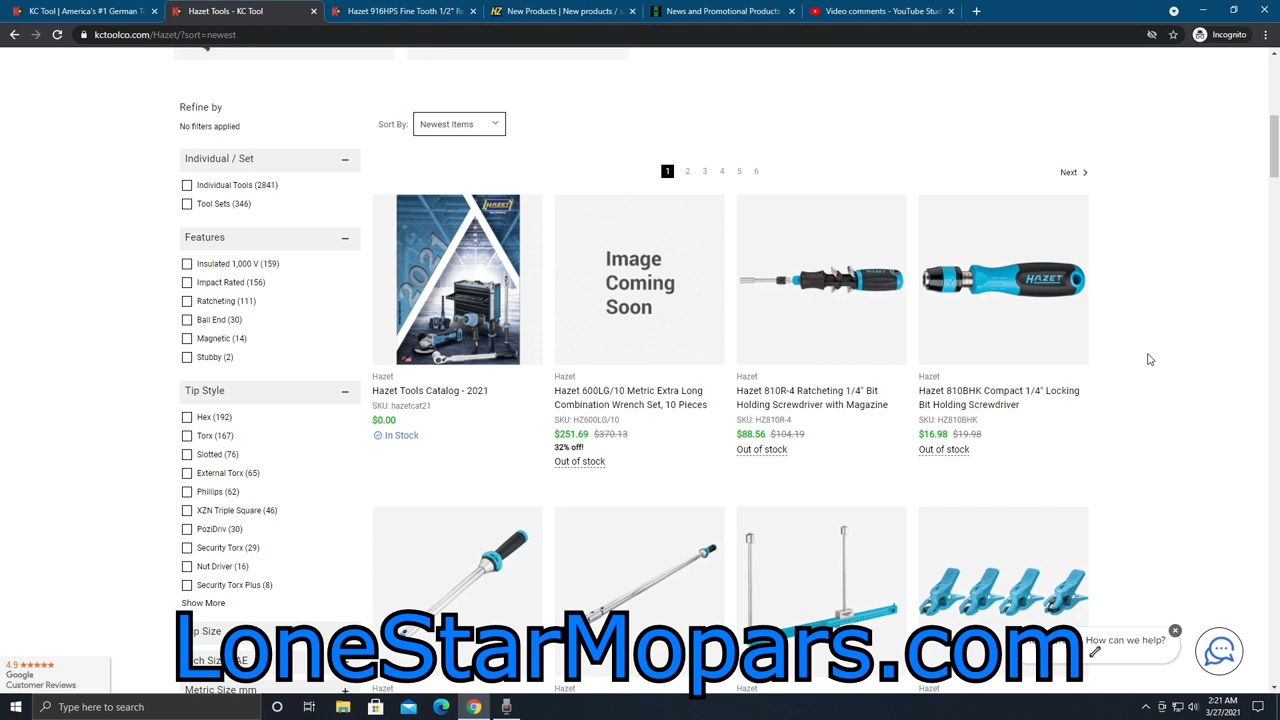 KC Tool | America's #1 German T
Hazet - KC Tool
Hazet 916HPS Fine Tooth 1/2" Re
New Products | New products / s
News and Promotional Products
Video comments - YouTube Stud
kctoolco.com/Hazet/?sort=newest
Incognito
Refine by
No filters applied
Sort By: Newest Items
Individual / Set
Individual Tools (2841)
Tool Sets (346)
1 2 3 4 5 6
Next
Features
Insulated 1,000 V (159)
Impact Rated (156)
Ratcheting (111)
Ball End (30)
Magnetic (14)
Stubby (2)
Tip Style
Hex (192)
Torx (167)
Slotted (76)
External Torx (65)
Phillips (62)
XZN Triple Square (46)
PoziDriv (30)
Security Torx (29)
Nut Driver (16)
Security Torx Plus (8)
Show More
Metric Size mm
HAZET
2021
Hazet
Hazet Tools Catalog - 2021
SKU: hazetcat21
$0.00
In Stock
Image
Coming
Soon
Hazet
Hazet 600LG/10 Metric Extra Long
Combination Wrench Set, 10 Pieces
SKU: HZ600LG/10
$251.69 $370.13
32% off!
Out of stock
Hazet
Hazet 810R-4 Ratcheting 1/4" Bit
Holding Screwdriver with Magazine
SKU: HZ810R-4
$88.56 $104.19
Out of stock
HAZET
Hazet
Hazet 810BHK Compact 1/4" Locking
Bit Holding Screwdriver
SKU: HZ810BHK
$16.98 $19.98
Out of stock
Hazet
Hazet
Hazet
Hazet
LoneStarMopars.com
How can we help?
4.9
Google
Customer Reviews
Type here to search
2:21 AM
3/27/2021